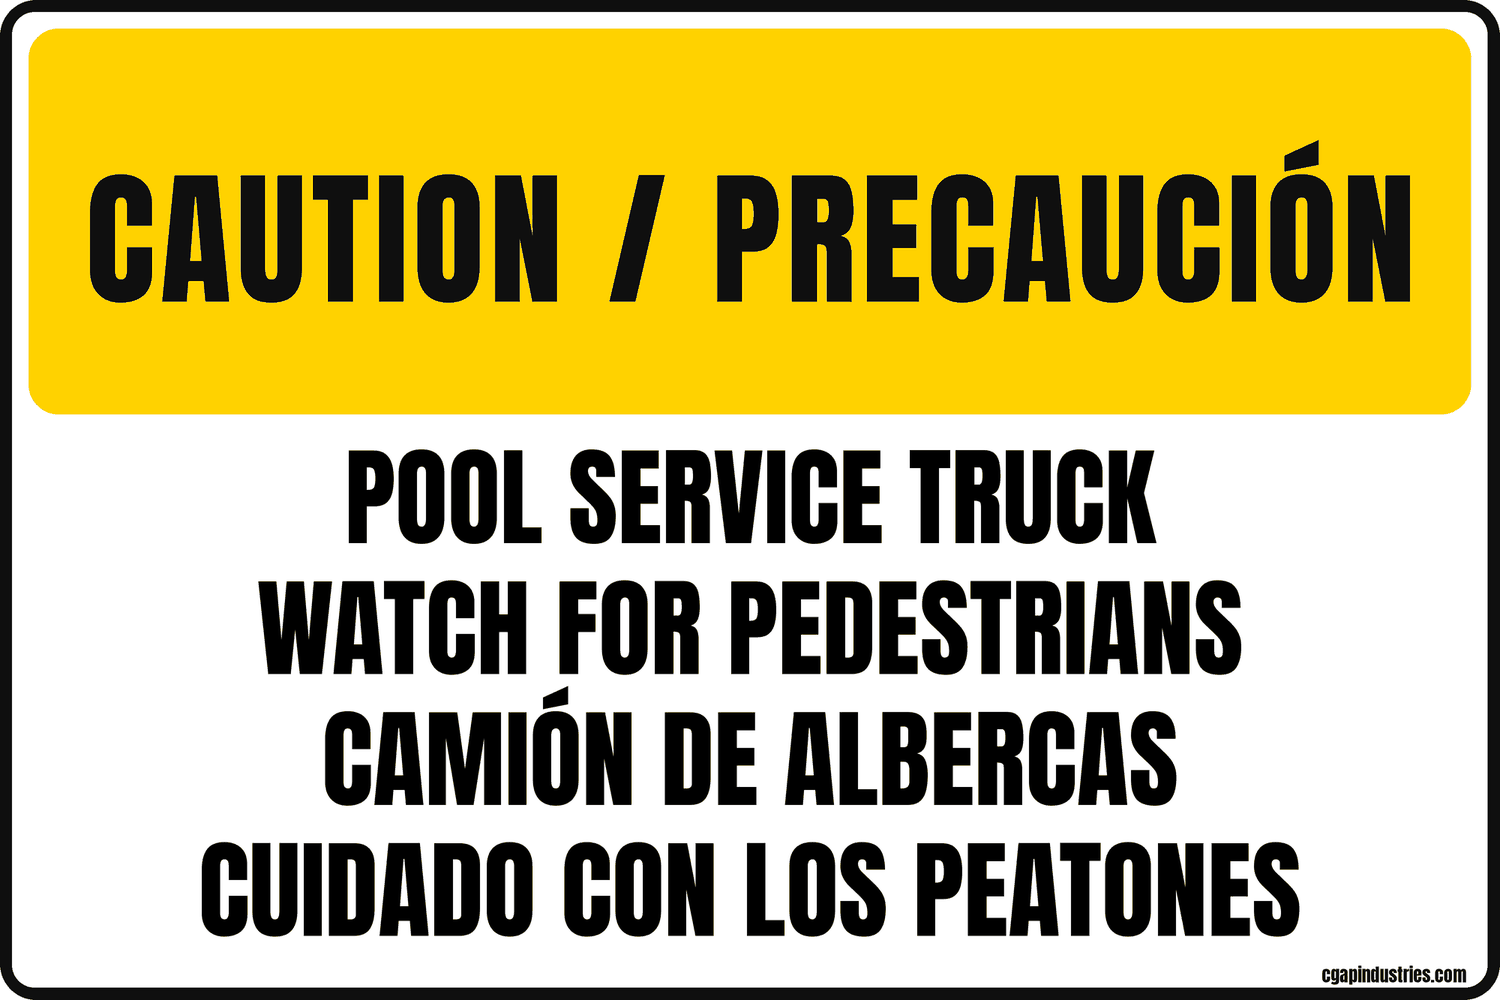 CAUTION / PRECAUCIÓN
POOL SERVICE TRUCK
WATCH FOR PEDESTRIANS
CAMIÓN DE ALBERCAS
CUIDADO CON LOS PEATONES
cgapindustries.com